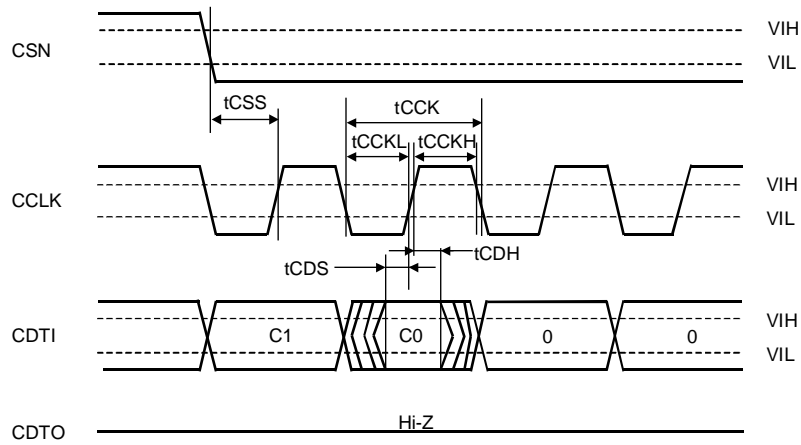 VIH
CSN
VIL
tCSS
tCCK
tCCKL
tCCKH
VIH
CCLK
VIL
tCDS
tCDH
VIH
CDTI
C1
C0
0
0
VIL
Hi-Z
CDTO